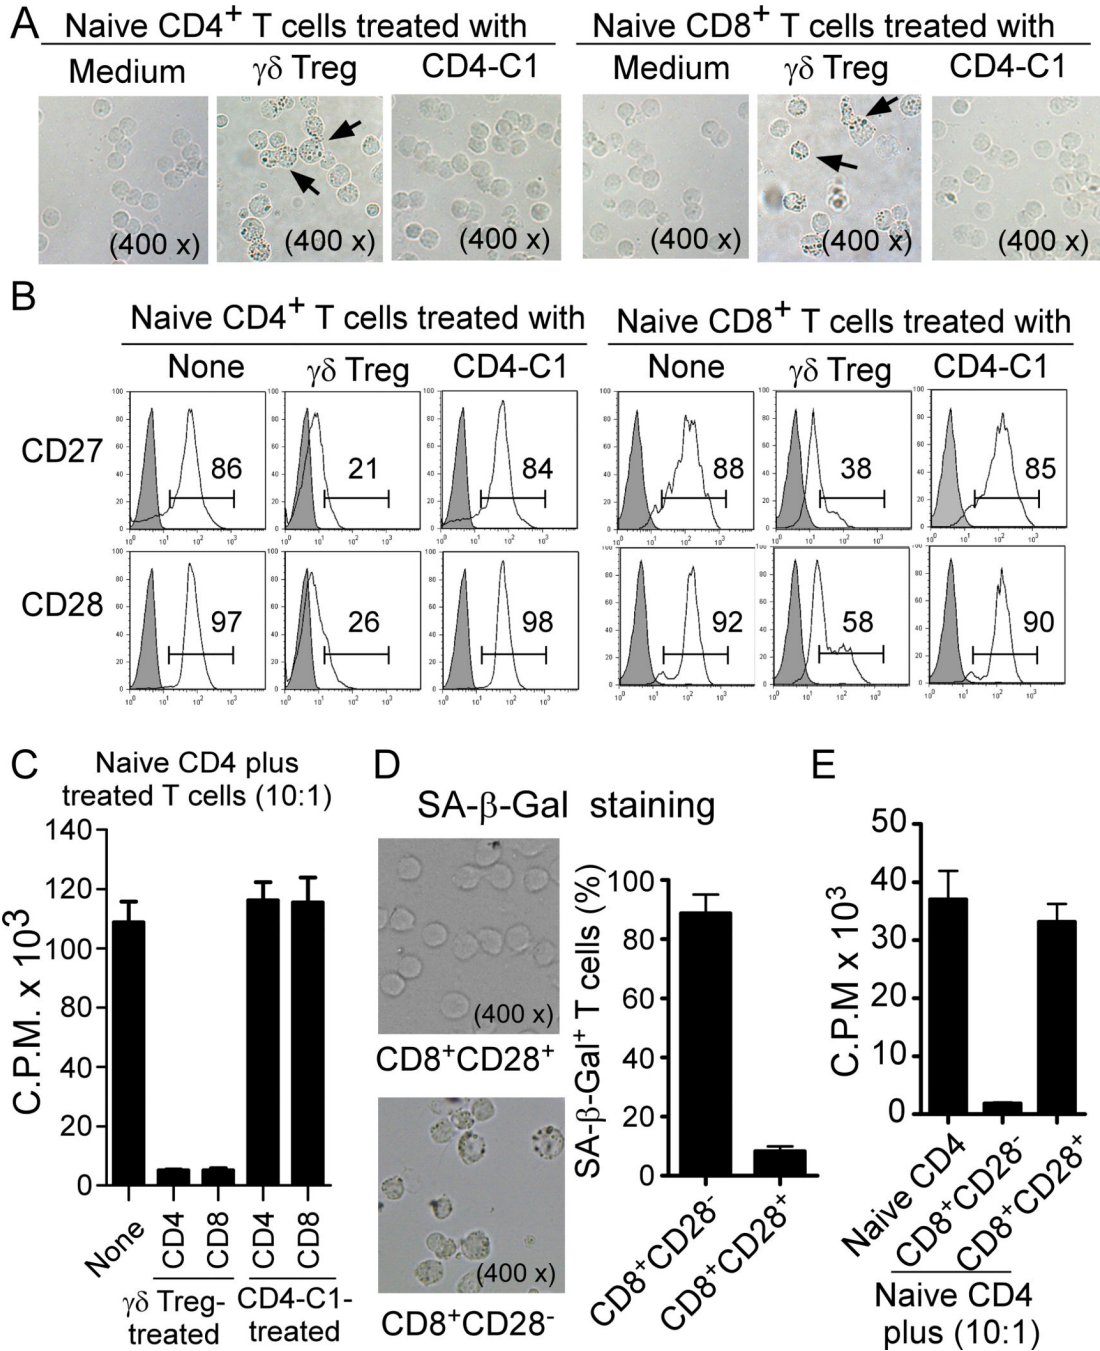 A
Naive CD4+ T cells treated with
Naive CD8+ T cells treated with
Medium γδ Treg CD4-C1
Medium γδ Treg CD4-C1
(400 x) (400 x) (400 x)
(400 x) (400 x) (400 x)
B
Naive CD4+ T cells treated with
Naive CD8+ T cells treated with
None γδ Treg CD4-C1
None γδ Treg CD4-C1
CD27
86 21 84 88 38 85
CD28
97 26 98 92 58 90
C
Naive CD4 plus
treated T cells (10:1)
C.P.M. x 10³
140
120
100
80
60
40
20
0
None
CD4
CD8
CD4
CD8
γδ Treg-
treated
CD4-C1-
treated
D
SA-β-Gal staining
(400 x)
CD8+CD28+
(400 x)
CD8+CD28-
SA-β-Gal+ T cells (%)
100
80
60
40
20
0
CD8+CD28-
CD8+CD28+
E
C.P.M x 10³
50
40
30
20
10
0
Naive CD4
CD8+CD28-
CD8+CD28+
Naive CD4
plus (10:1)